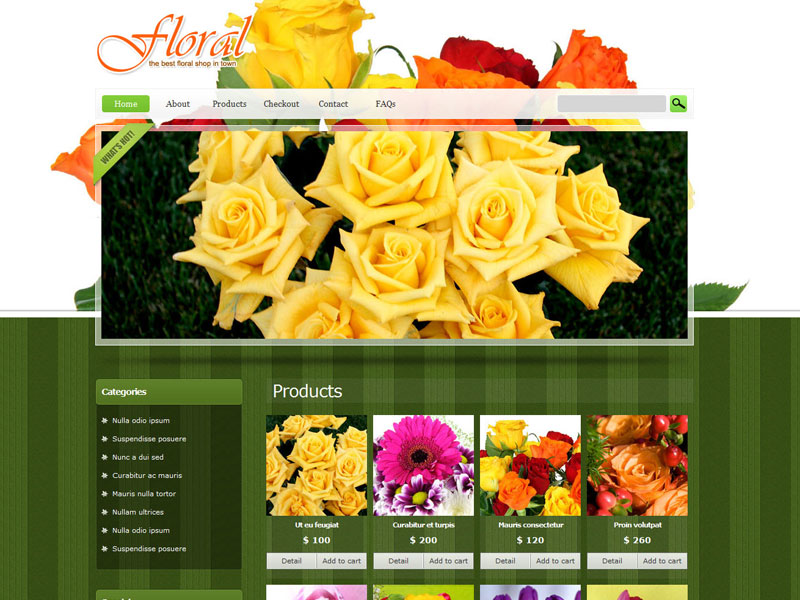 Floral
the best floral shop in town
Home About Products Checkout Contact FAQs
WHAT'S HOT!
Categories
Nulla odio ipsum
Suspendisse posuere
Nunc a dui sed
Curabitur ac mauris
Mauris nulla tortor
Nullam ultrices
Nulla odio ipsum
Suspendisse posuere
Products
Ut eu feugiat Curabitur et turpis Mauris consectetur Proin volutpat
$ 100 $ 200 $ 120 $ 260
Detail Add to cart Detail Add to cart Detail Add to cart Detail Add to cart